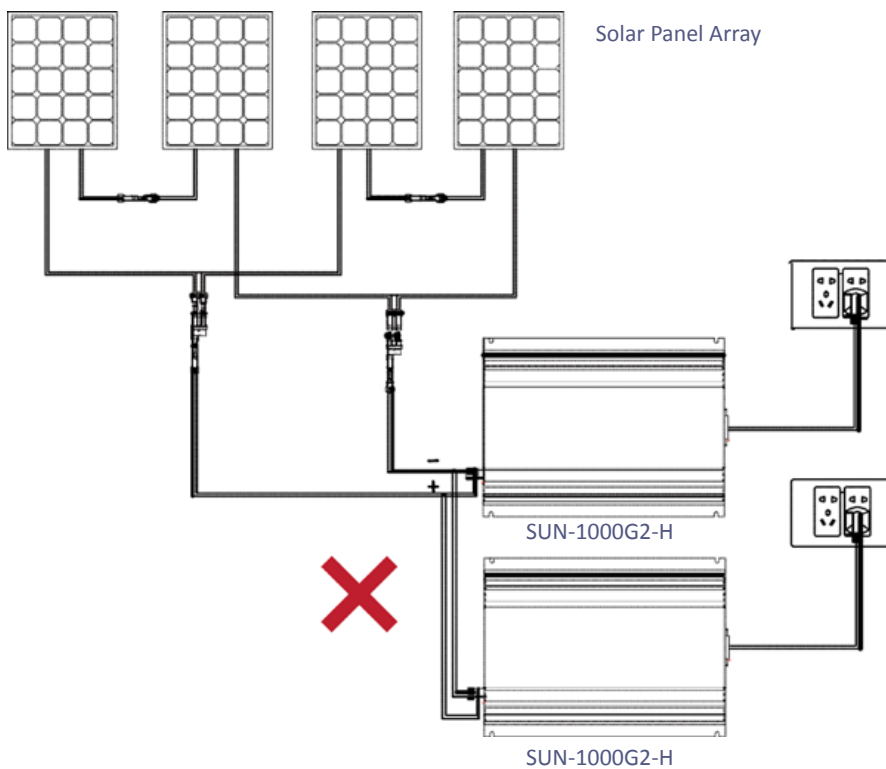 Solar Panel Array
−
+
SUN-1000G2-H
SUN-1000G2-H